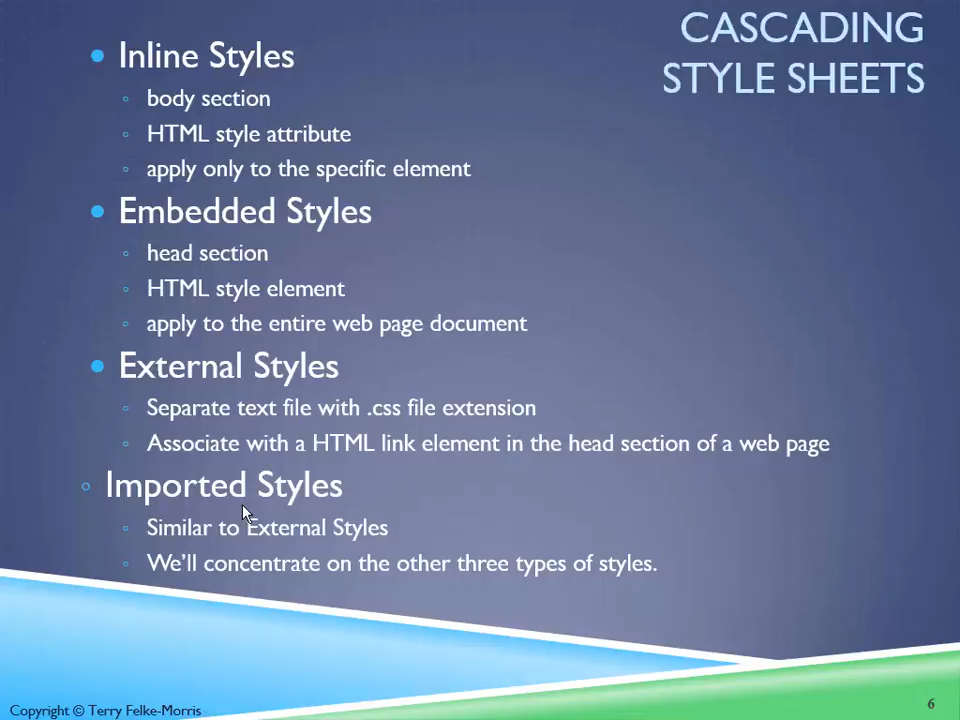 CASCADING
STYLE SHEETS
• Inline Styles
◦ body section
◦ HTML style attribute
◦ apply only to the specific element
• Embedded Styles
◦ head section
◦ HTML style element
◦ apply to the entire web page document
• External Styles
◦ Separate text file with .css file extension
◦ Associate with a HTML link element in the head section of a web page
◦ Imported Styles
◦ Similar to External Styles
◦ We’ll concentrate on the other three types of styles.
Copyright © Terry Felke-Morris
6